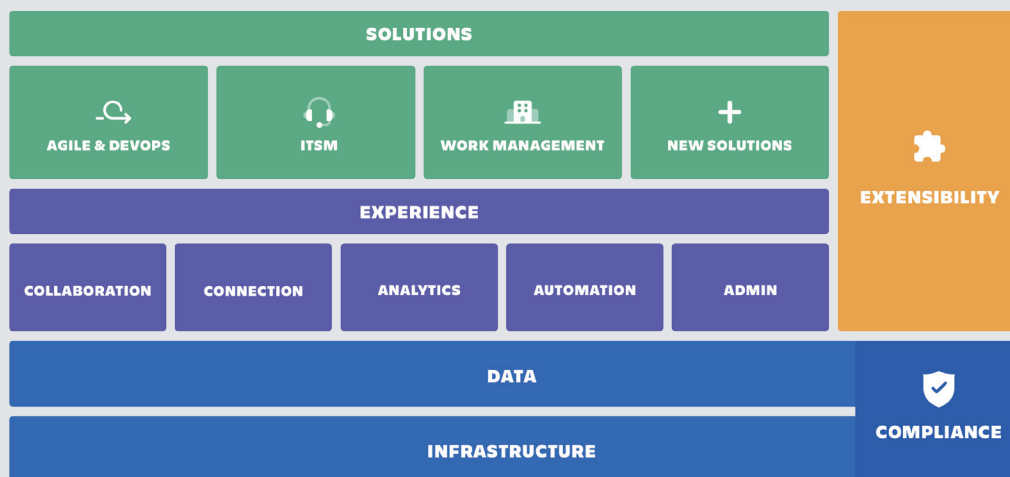 SOLUTIONS
AGILE & DEVOPS
ITSM
WORK MANAGEMENT
NEW SOLUTIONS
EXTENSIBILITY
EXPERIENCE
COLLABORATION
CONNECTION
ANALYTICS
AUTOMATION
ADMIN
DATA
COMPLIANCE
INFRASTRUCTURE